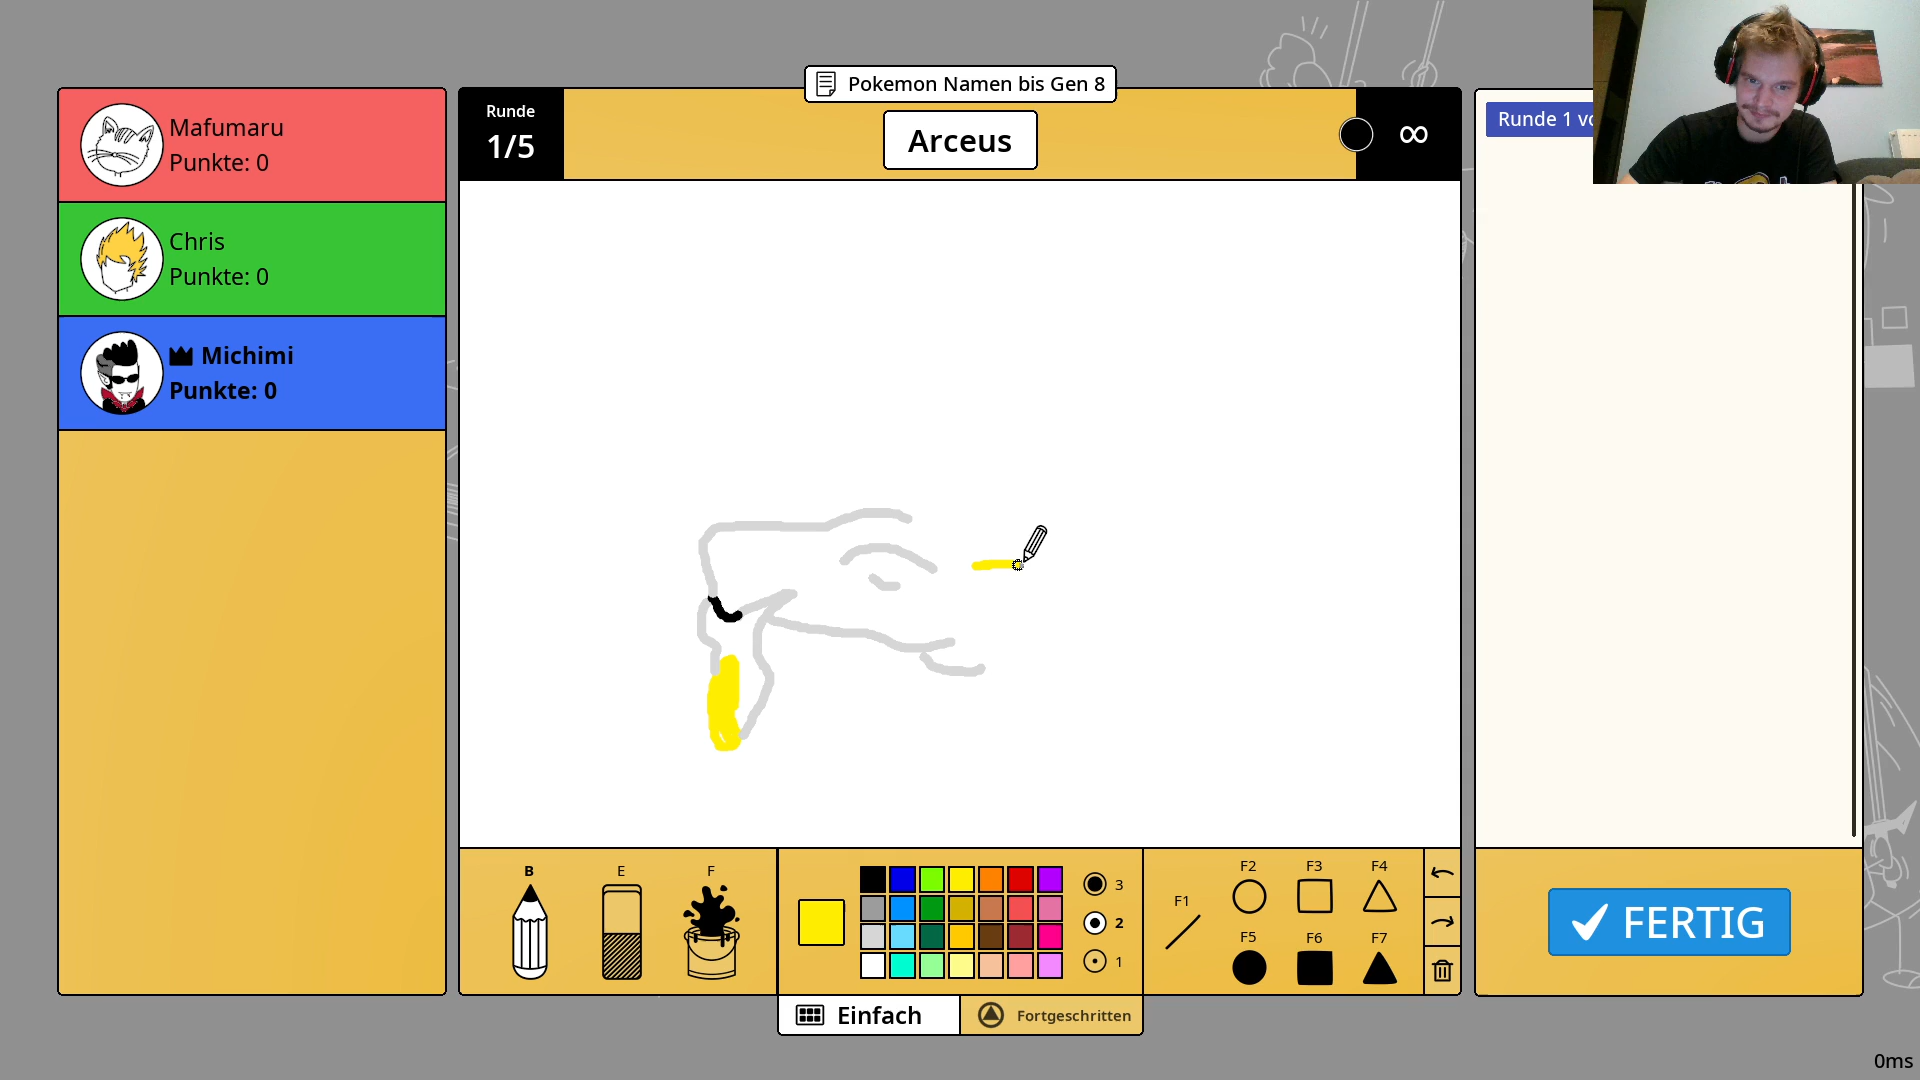 Pokemon Namen bis Gen 8
Runde
1/5
Arceus
∞
Mafumaru
Punkte: 0
Chris
Punkte: 0
Michimi
Punkte: 0
Runde 1 vo
B
E
F
3
2
1
F1
F2
F3
F4
F5
F6
F7
FERTIG
Einfach
Fortgeschritten
0ms